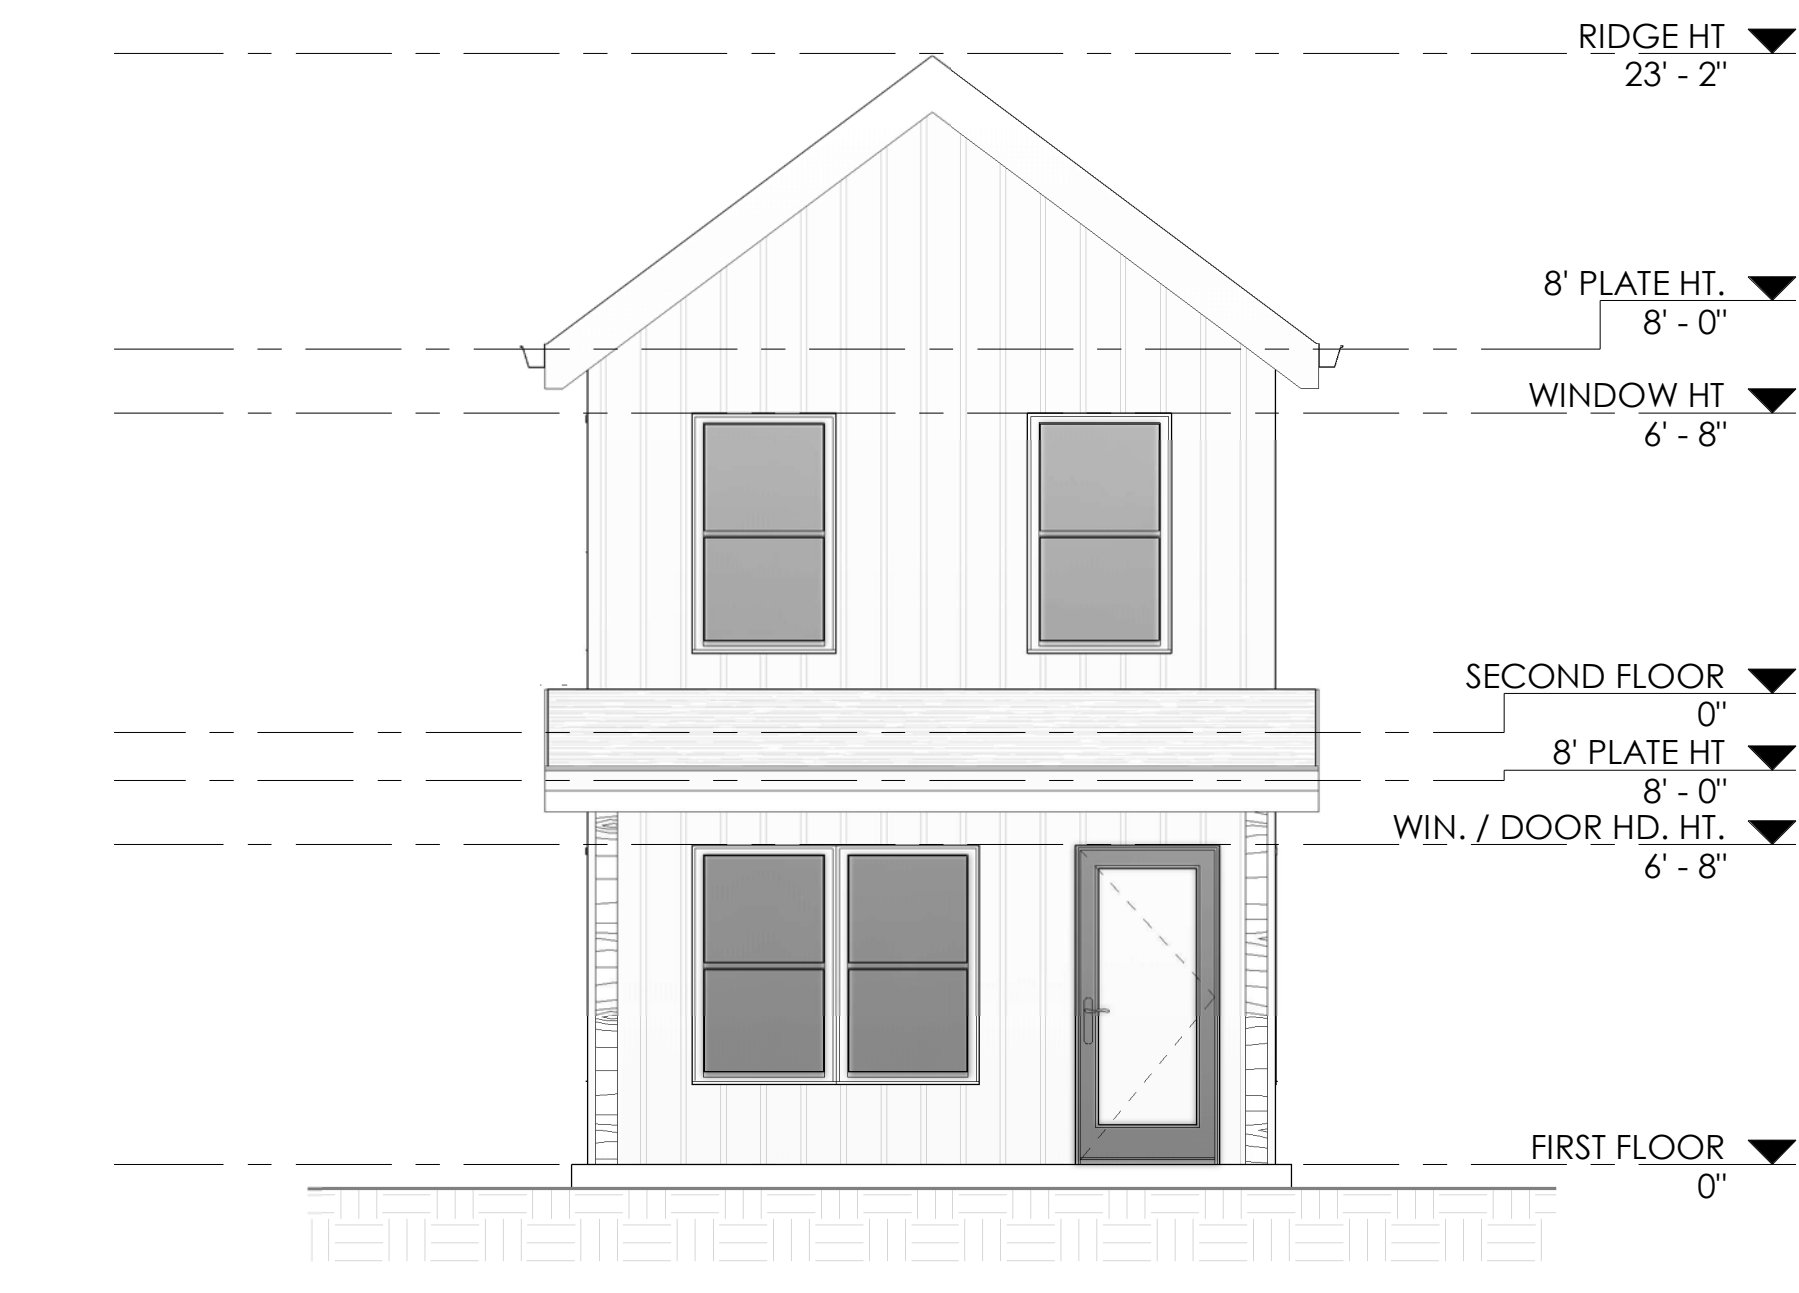 RIDGE HT
23' - 2"
8' PLATE HT.
8' - 0"
WINDOW HT
6' - 8"
SECOND FLOOR
0"
8' PLATE HT
8' - 0"
WIN. / DOOR HD. HT.
6' - 8"
FIRST FLOOR
0"